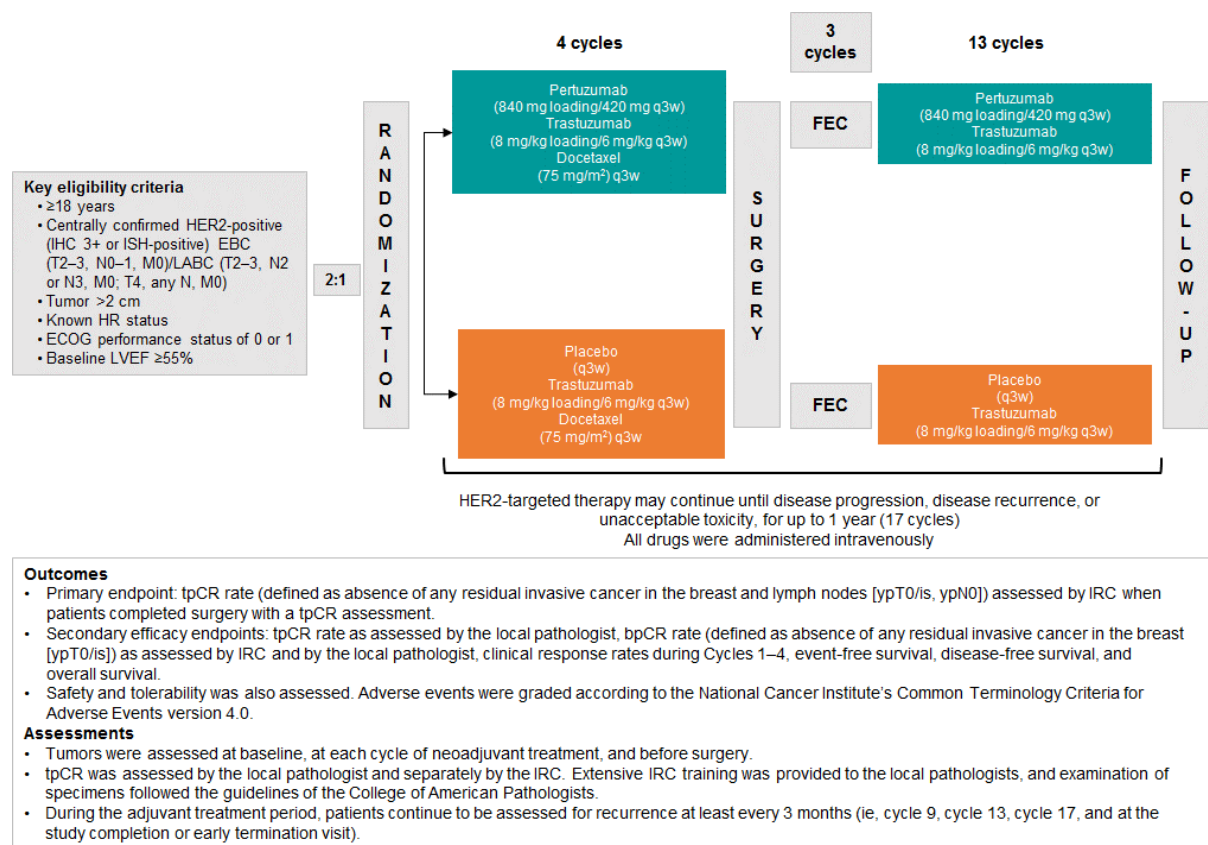 4 cycles
3
cycles
13 cycles
Key eligibility criteria
• ≥18 years
• Centrally confirmed HER2-positive
(IHC 3+ or ISH-positive) EBC
(T2–3, N0–1, M0)/LABC (T2–3, N2
or N3, M0; T4, any N, M0)
• Tumor >2 cm
• Known HR status
• ECOG performance status of 0 or 1
• Baseline LVEF ≥55%
2:1
RANDOMIZATION
Pertuzumab
(840 mg loading/420 mg q3w)
Trastuzumab
(8 mg/kg loading/6 mg/kg q3w)
Docetaxel
(75 mg/m²) q3w
Placebo
(q3w)
Trastuzumab
(8 mg/kg loading/6 mg/kg q3w)
Docetaxel
(75 mg/m²) q3w
SURGERY
FEC
FEC
Pertuzumab
(840 mg loading/420 mg q3w)
Trastuzumab
(8 mg/kg loading/6 mg/kg q3w)
Placebo
(q3w)
Trastuzumab
(8 mg/kg loading/6 mg/kg q3w)
FOLLOW-UP
HER2-targeted therapy may continue until disease progression, disease recurrence, or
unacceptable toxicity, for up to 1 year (17 cycles)
All drugs were administered intravenously
Outcomes
• Primary endpoint: tpCR rate (defined as absence of any residual invasive cancer in the breast and lymph nodes [ypT0/is, ypN0]) assessed by IRC when
patients completed surgery with a tpCR assessment.
• Secondary efficacy endpoints: tpCR rate as assessed by the local pathologist, bpCR rate (defined as absence of any residual invasive cancer in the breast
[ypT0/is]) as assessed by IRC and by the local pathologist, clinical response rates during Cycles 1–4, event-free survival, disease-free survival, and
overall survival.
• Safety and tolerability was also assessed. Adverse events were graded according to the National Cancer Institute’s Common Terminology Criteria for
Adverse Events version 4.0.
Assessments
• Tumors were assessed at baseline, at each cycle of neoadjuvant treatment, and before surgery.
• tpCR was assessed by the local pathologist and separately by the IRC. Extensive IRC training was provided to the local pathologists, and examination of
specimens followed the guidelines of the College of American Pathologists.
• During the adjuvant treatment period, patients continue to be assessed for recurrence at least every 3 months (ie, cycle 9, cycle 13, cycle 17, and at the
study completion or early termination visit).